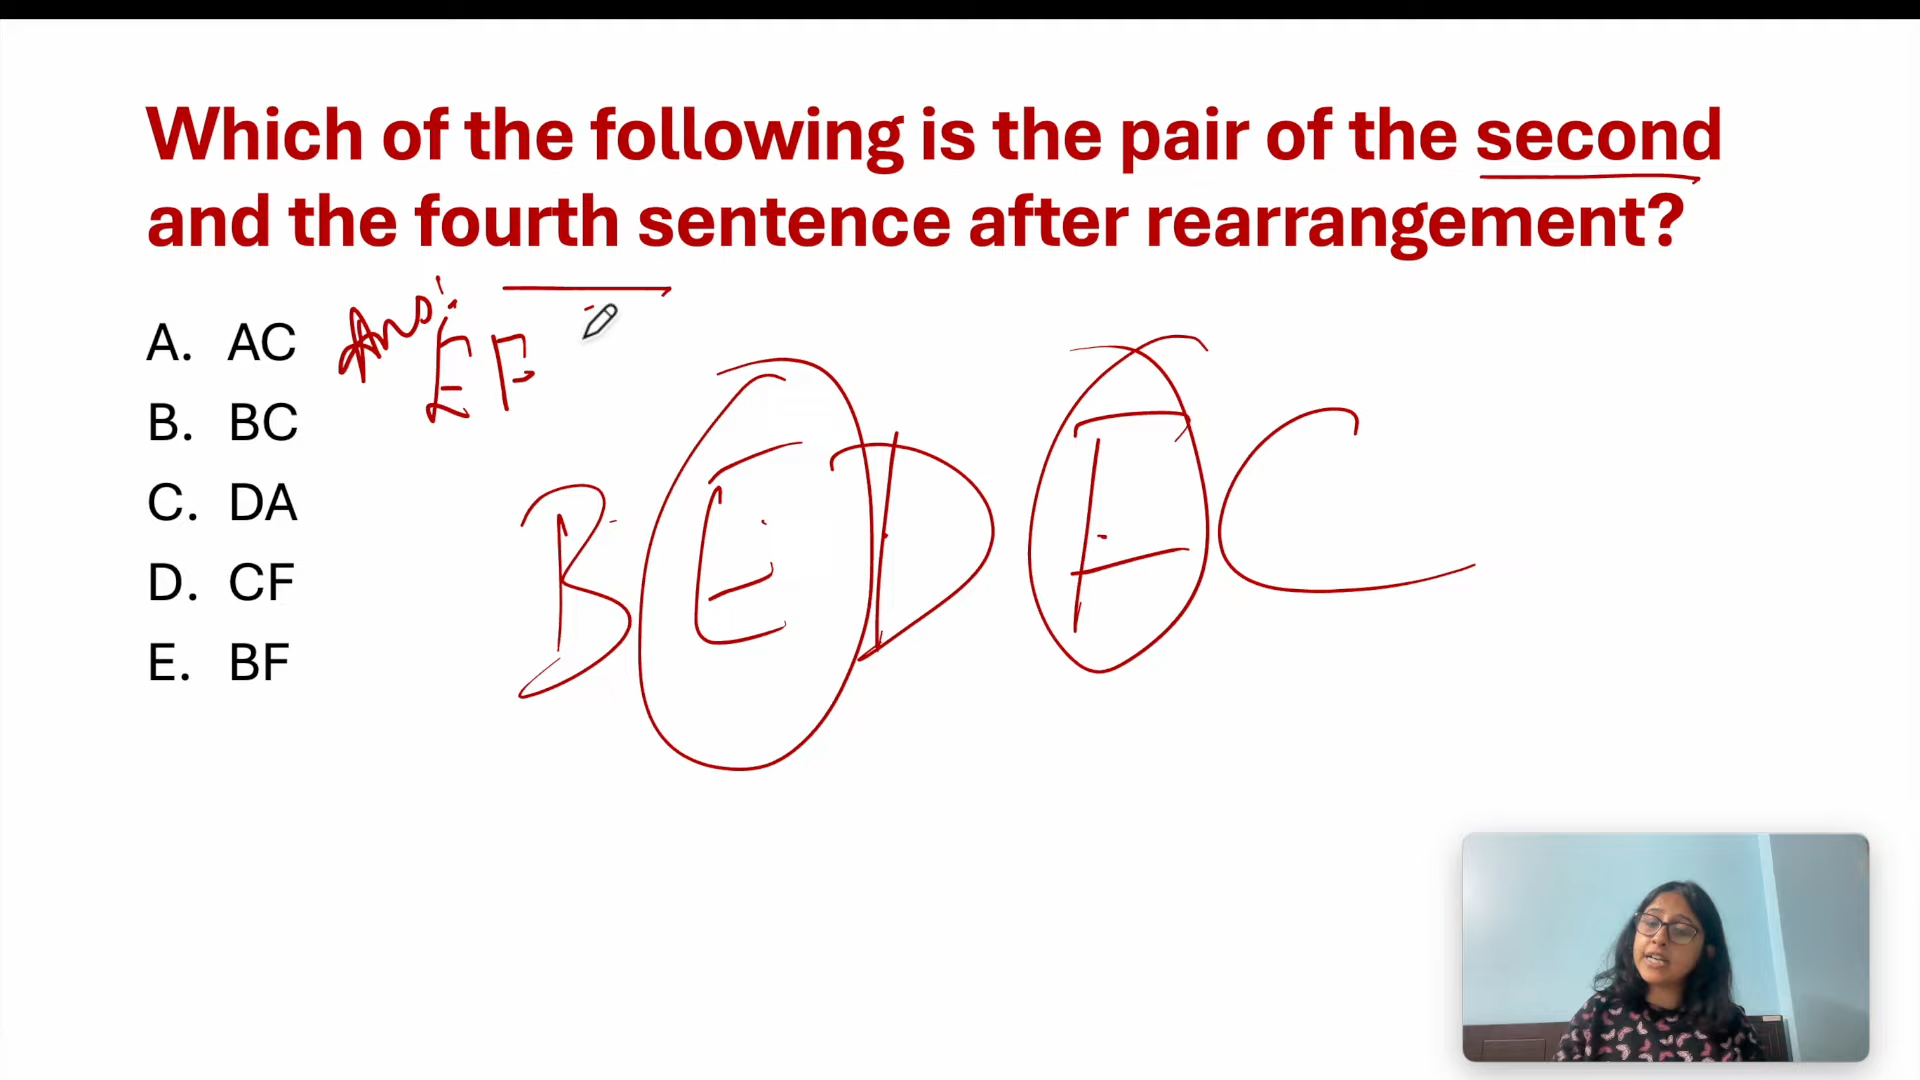 Which of the following is the pair of the second
and the fourth sentence after rearrangement?
Ans:
A. AC
EF
B. BC
B E D F C
C. DA
D. CF
E. BF